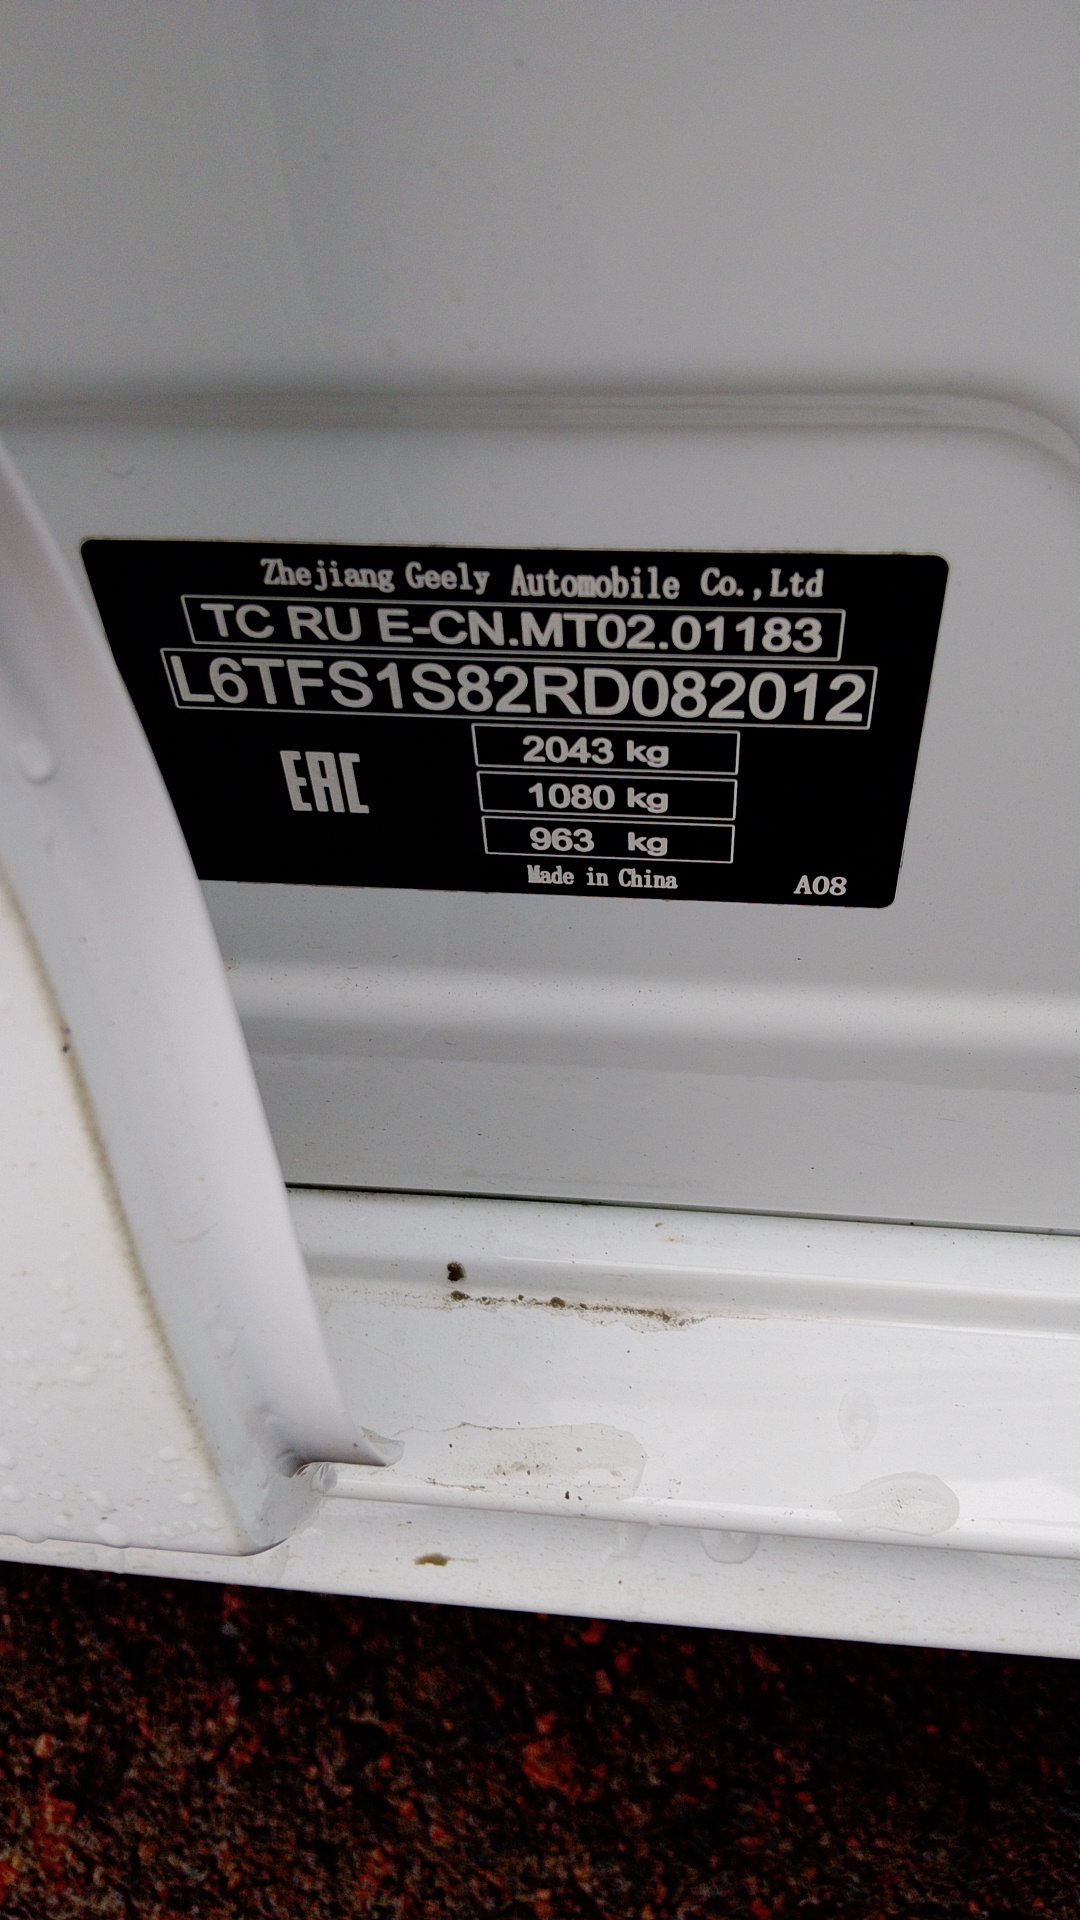 Zhejiang Geely Automobile Co.,Ltd
TC RU E-CN.MT02.01183
L6TFS1S82RD082012
2043 kg
EAC
1080 kg
963 kg
Made in China
A08